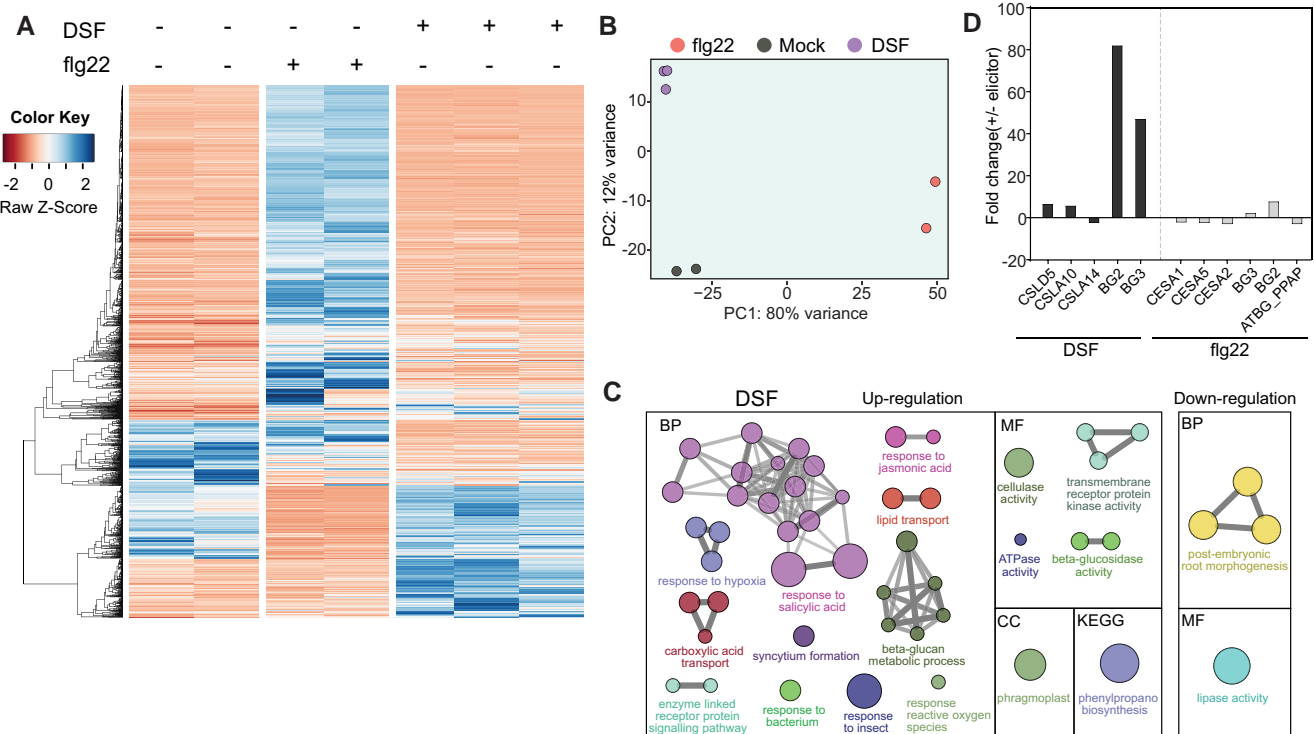 A
DSF - - - - + + +
flg22 - - + + - - -
Color Key
-2 0 2
Raw Z-Score
B
flg22 Mock DSF
PC2: 12% variance
10
0
-10
-20
−25 0 25 50
PC1: 80% variance
D
Fold change(+/- elicitor)
100
80
60
40
20
0
-20
CSLD5 CSLA10 CSLA14 BG2 BG3 CESA1 CESA5 CESA2 BG3 BG2 ATBG_PPAP
DSF flg22
C
DSF Up-regulation Down-regulation
BP
response to
jasmonic acid
lipid transport
response to hypoxia
response to
salicylic acid
carboxylic acid
transport
syncytium formation
beta-glucan
metabolic process
enzyme linked
receptor protein
signalling pathway
response to
bacterium
response
to insect
response
reactive oxygen
species
MF
cellulase
activity
transmembrane
receptor protein
kinase activity
ATPase
activity
beta-glucosidase
activity
CC
phragmoplast
KEGG
phenylpropano
biosynthesis
BP
post-embryonic
root morphogenesis
MF
lipase activity